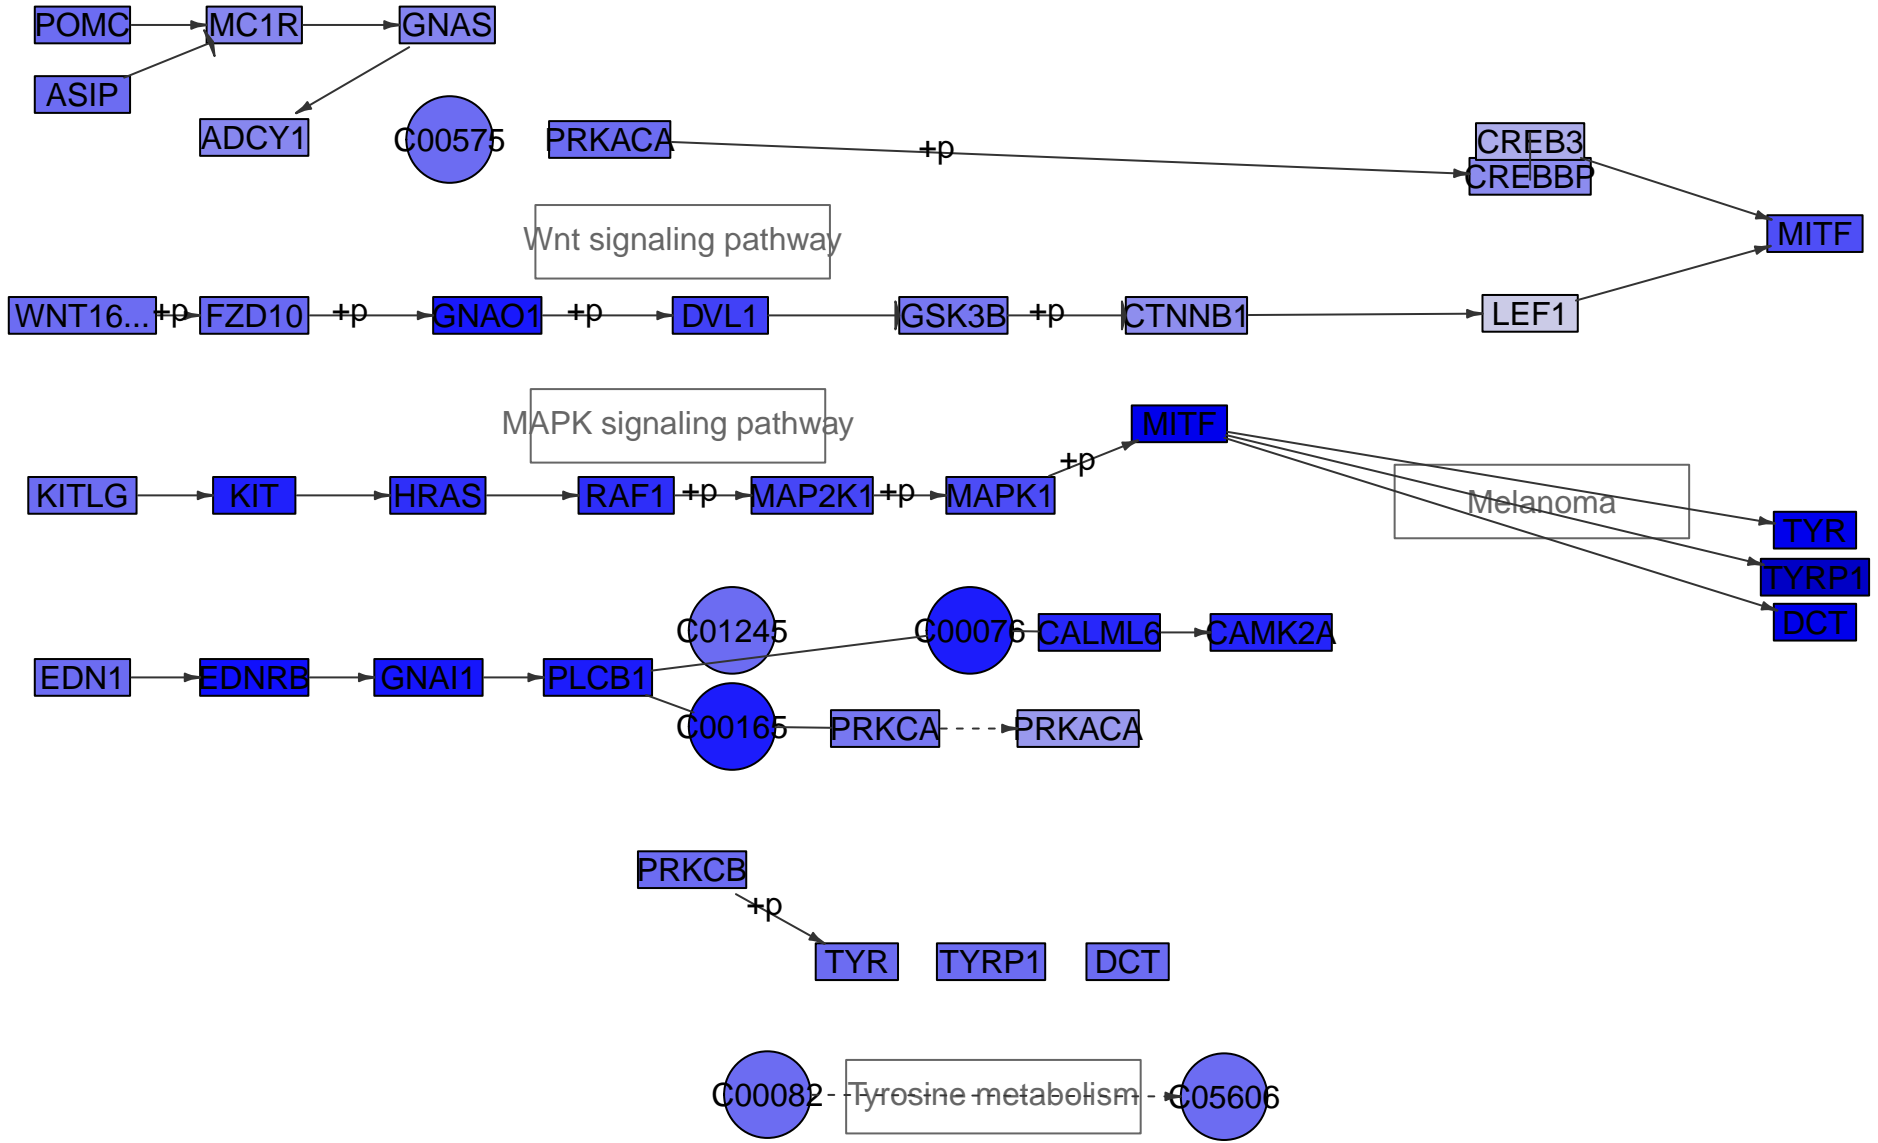 POMC
MC1R
GNAS
ASIP
ADCY1
C00575
PRKACA
+p
CREB3
CREBBP
Wnt signaling pathway
MITF
WNT16...
+p
FZD10
+p
GNAO1
+p
DVL1
GSK3B
+p
CTNNB1
LEF1
MAPK signaling pathway
MITF
+p
KITLG
KIT
HRAS
RAF1
+p
MAP2K1
+p
MAPK1
Melanoma
TYR
TYRP1
DCT
C01245
C00076
CALML6
CAMK2A
EDN1
EDNRB
GNAI1
PLCB1
C00165
PRKCA
PRKACA
PRKCB
+p
TYR
TYRP1
DCT
C00082
Tyrosine metabolism
C05606